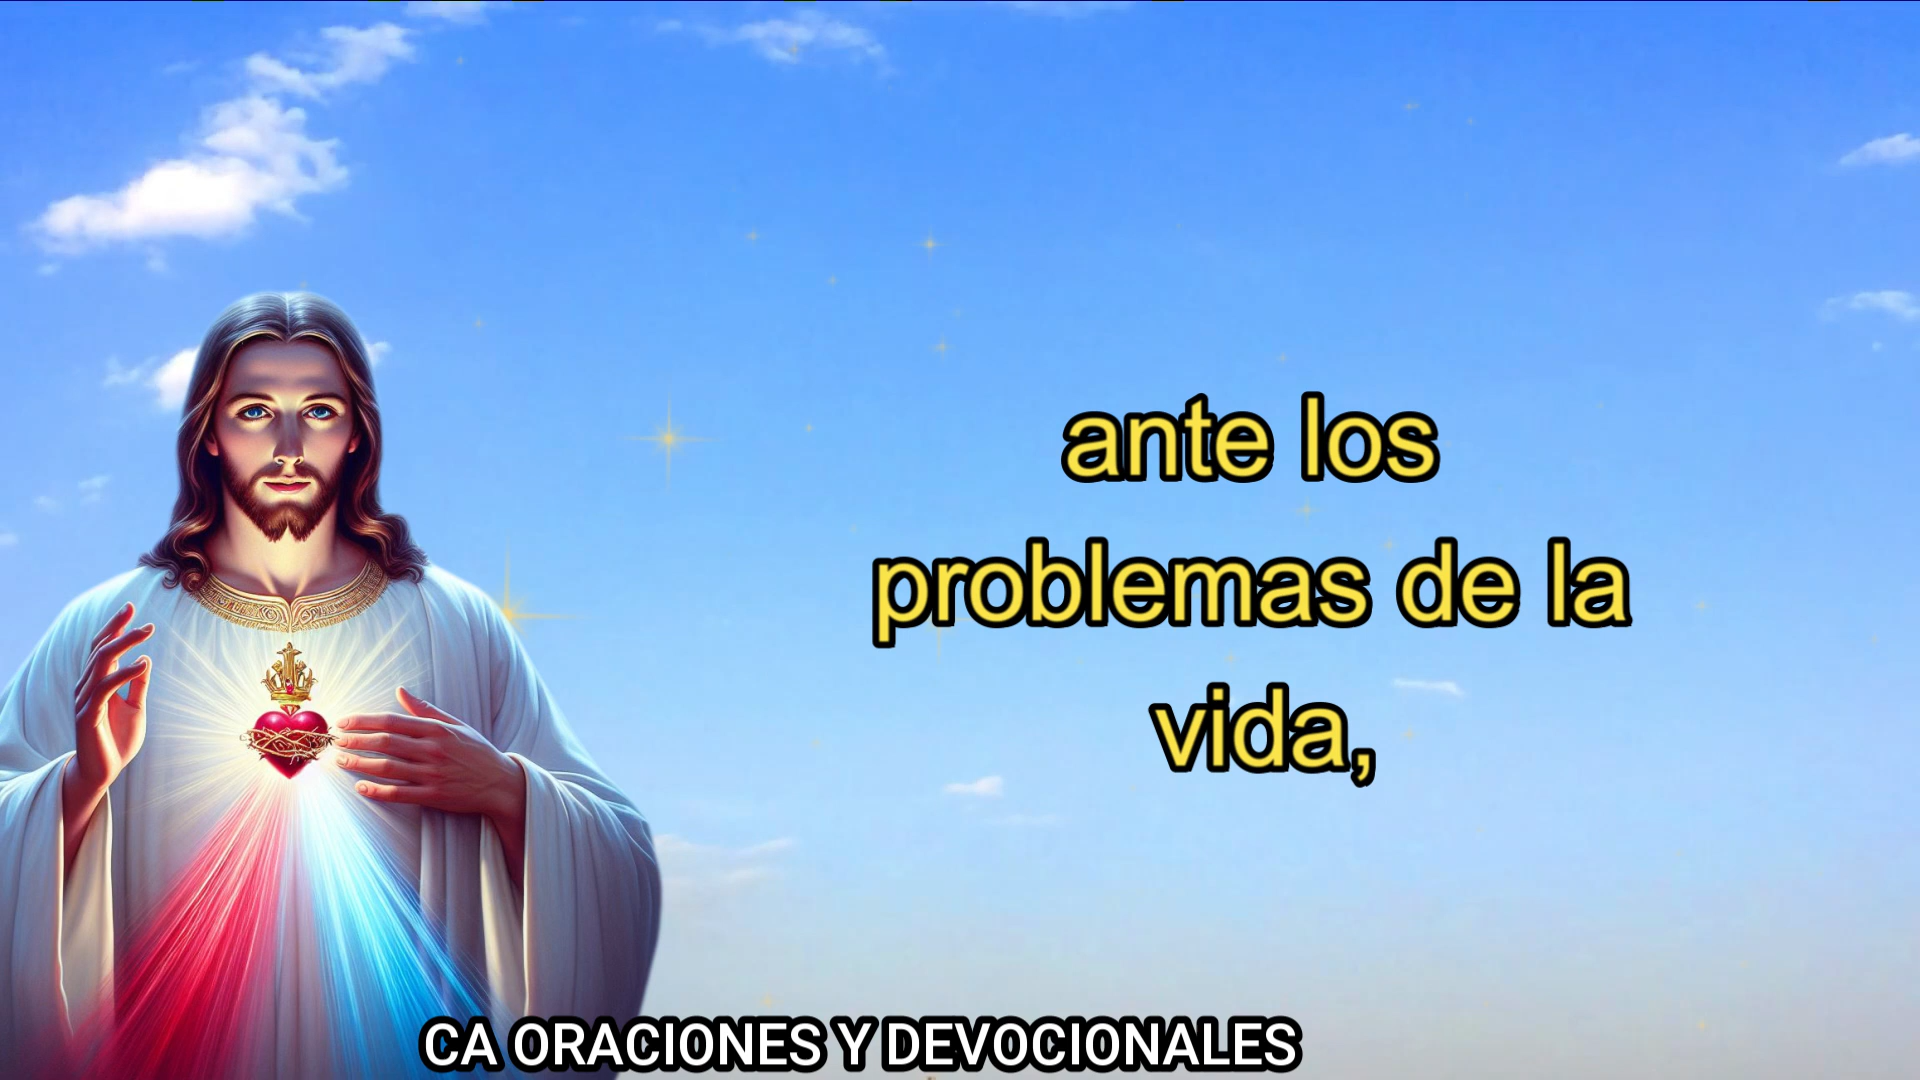 ante los
problemas de la
vida,
CA ORACIONES Y DEVOCIONALES